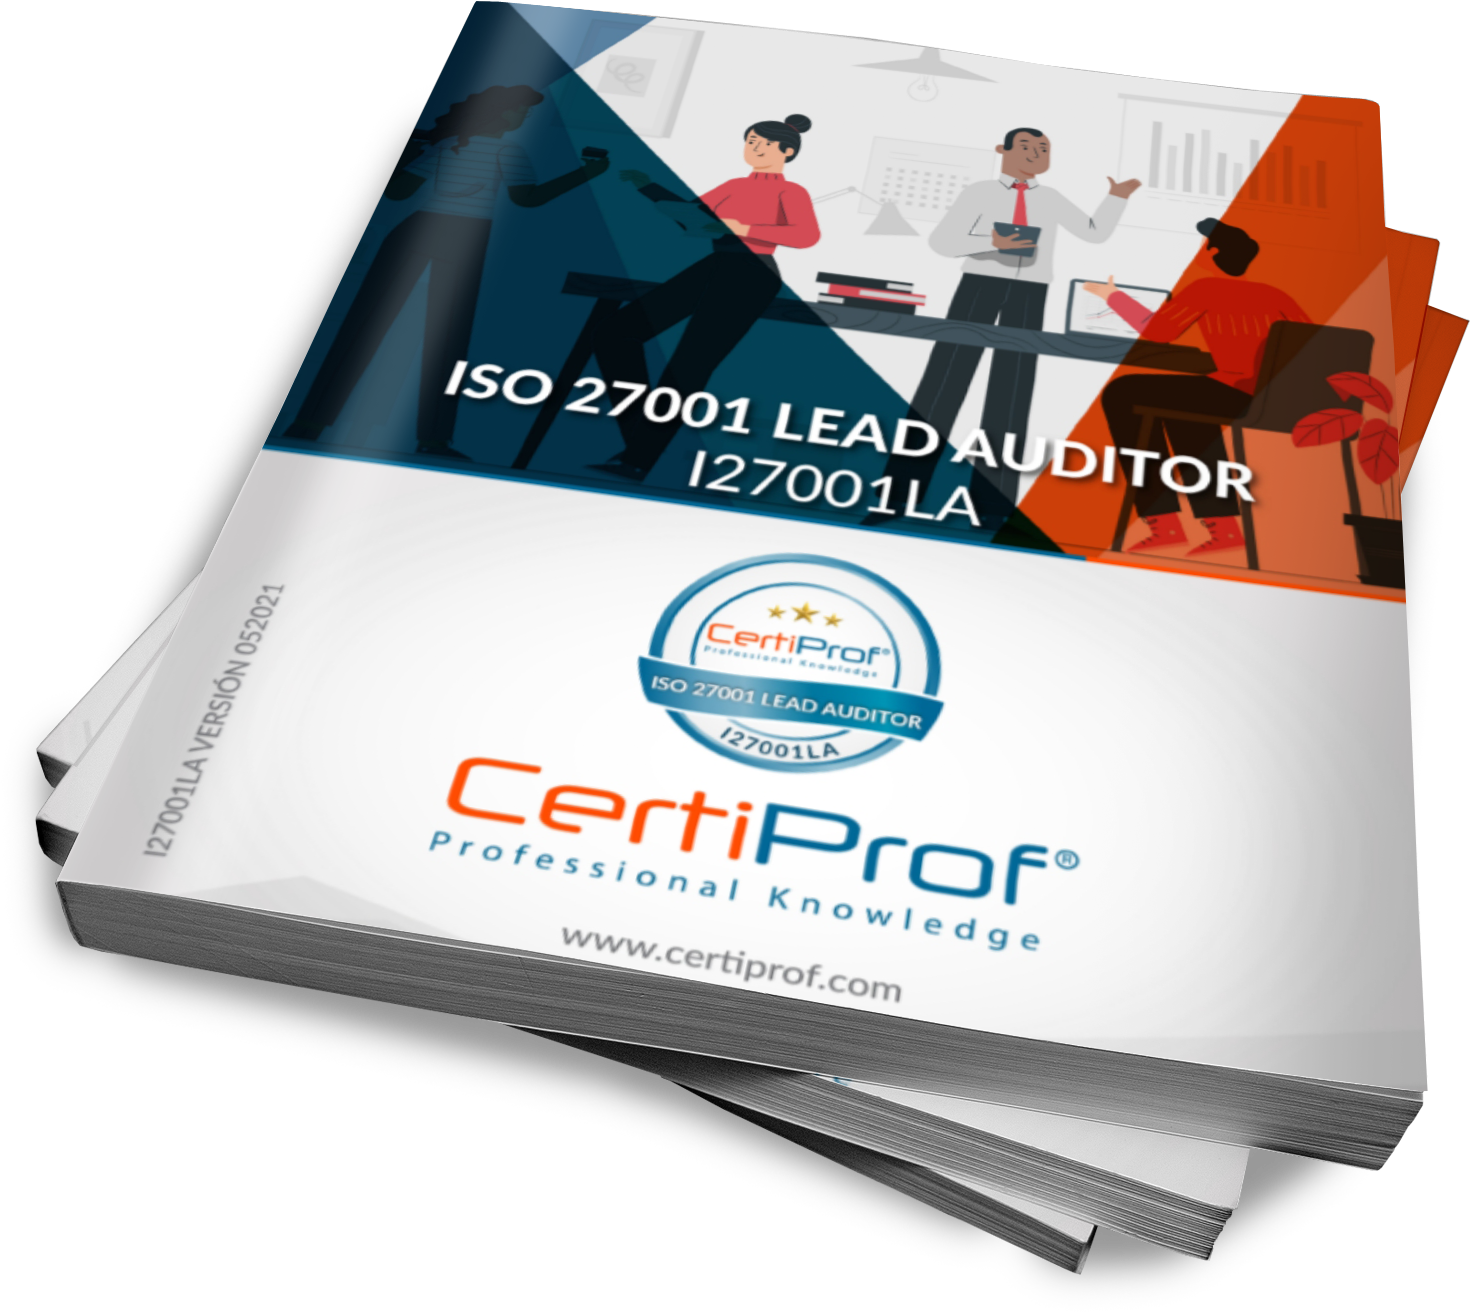 ISO 27001 LEAD AUDITOR
I27001LA
CertiProf®
Professional Knowledge
ISO 27001 LEAD AUDITOR
I27001LA
CertiProf®
Professional Knowledge
www.certiprof.com
I27001LA VERSIÓN 052021